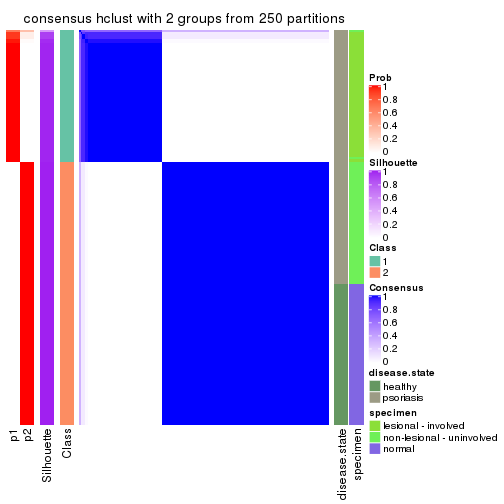 consensus hclust with 2 groups from 250 partitions
Prob
1
0.8
0.6
0.4
0.2
0
Silhouette
1
0.8
0.6
0.4
0.2
0
Class
1
2
Consensus
1
0.8
0.6
0.4
0.2
0
disease.state
healthy
psoriasis
specimen
lesional - involved
non-lesional - uninvolved
normal
p1
p2
Silhouette
Class
disease.state
specimen